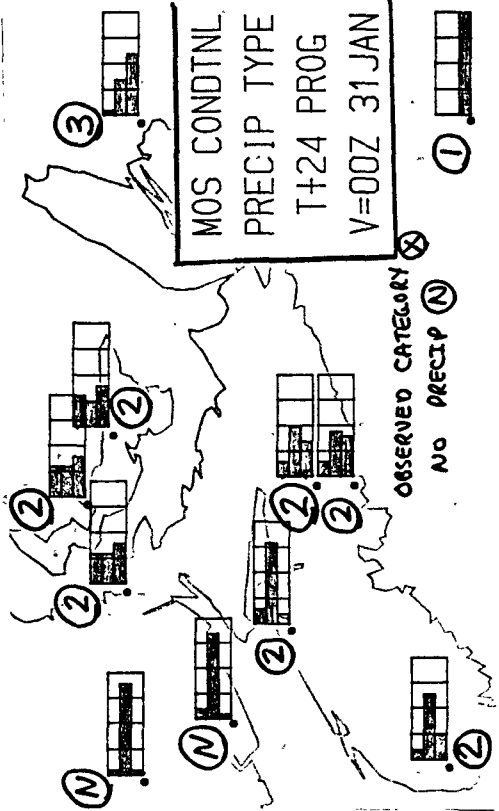 MOS CONDTNL
PRECIP TYPE
T+24 PROG
V=00Z 31 JAN
OBSERVED CATEGORY Ⓧ
NO PRECIP Ⓝ
③
①
②
②
②
②
②
②
Ⓝ
Ⓝ
②